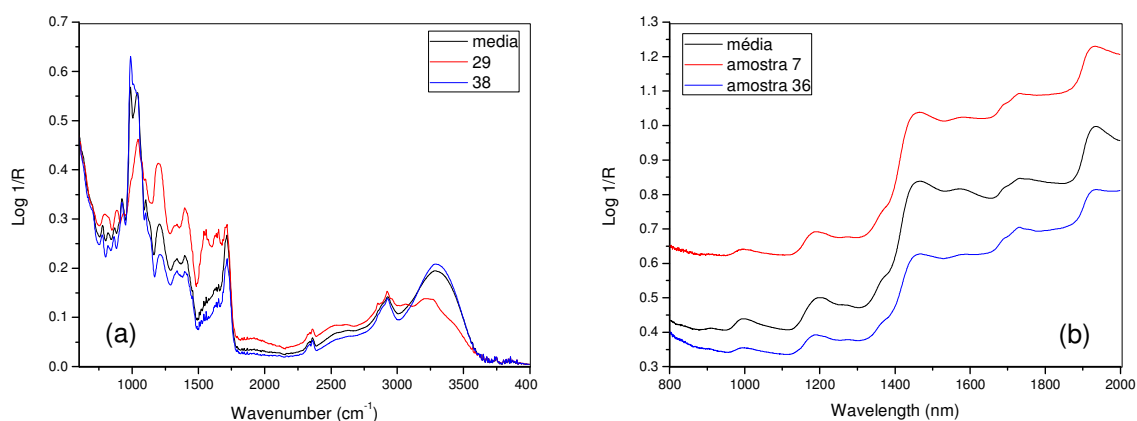 0.7
0.6
0.5
0.4
0.3
0.2
0.1
0.0
Log 1/R
media
29
38
(a)
1000 1500 2000 2500 3000 3500 400
Wavenumber (cm-1)
1.3
1.2
1.1
1.0
0.9
0.8
0.7
0.6
0.5
0.4
0.3
Log 1/R
média
amostra 7
amostra 36
(b)
800 1000 1200 1400 1600 1800 2000
Wavelength (nm)